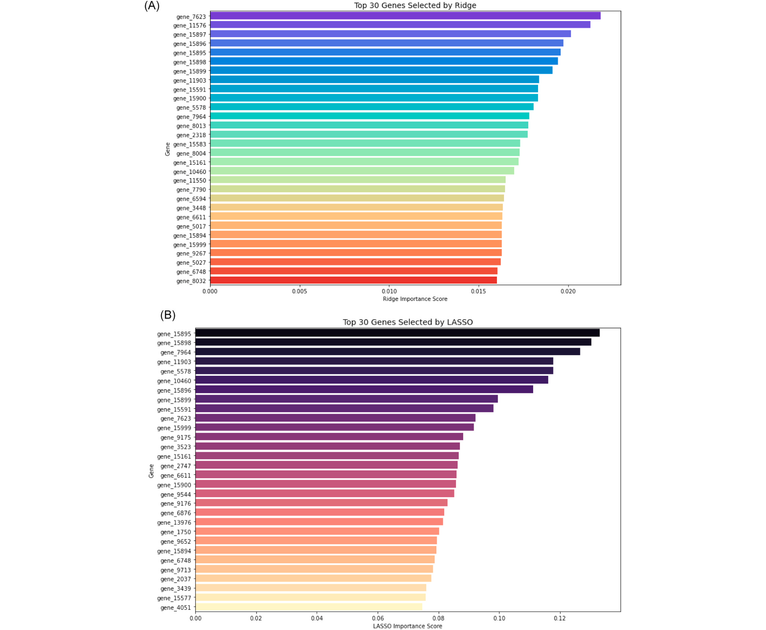 (A)
Top 30 Genes Selected by Ridge
gene_7623
gene_11576
gene_15897
gene_15896
gene_15895
gene_15898
gene_15899
gene_11903
gene_15591
gene_15900
gene_5578
gene_7964
gene_8013
gene_2318
gene_15583
gene_8004
gene_15161
gene_10460
gene_11550
gene_7790
gene_6594
gene_3448
gene_6611
gene_5017
gene_15894
gene_15999
gene_9267
gene_5027
gene_6748
gene_8032
Gene
0.000 0.005 0.010 0.015 0.020
Ridge Importance Score
(B)
Top 30 Genes Selected by LASSO
gene_15895
gene_15898
gene_7964
gene_11903
gene_5578
gene_10460
gene_15896
gene_15899
gene_15591
gene_7623
gene_15999
gene_9175
gene_3523
gene_15161
gene_2747
gene_6611
gene_15900
gene_9544
gene_9176
gene_6876
gene_13976
gene_1750
gene_9652
gene_15894
gene_6748
gene_9713
gene_2037
gene_3439
gene_15577
gene_4051
Gene
0.00 0.02 0.04 0.06 0.08 0.10 0.12
LASSO Importance Score